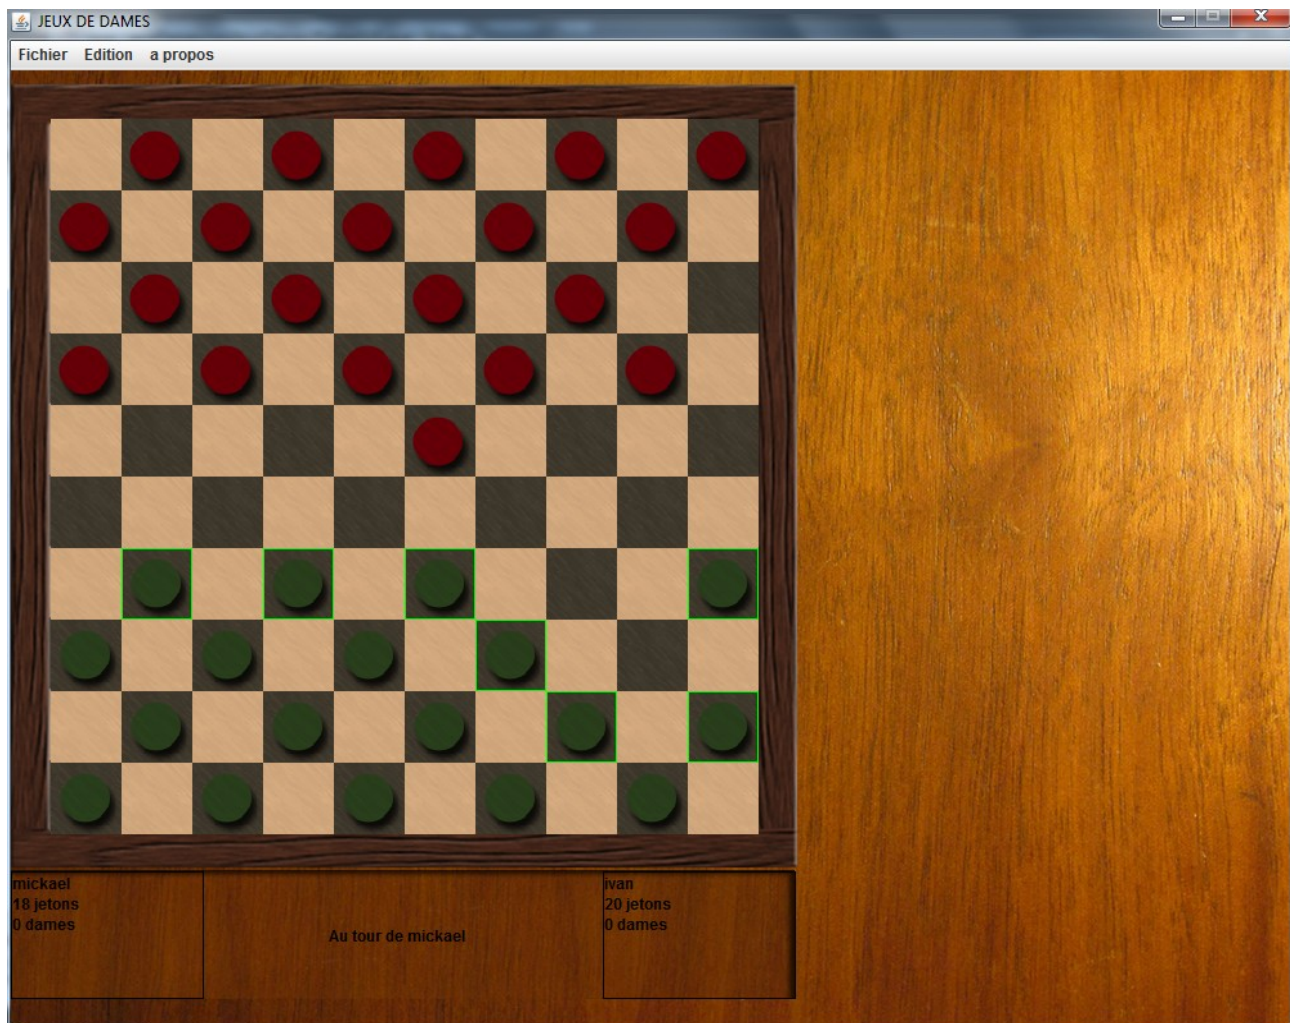 JEUX DE DAMES
Fichier Edition a propos
mickael
18 jetons
0 dames
Au tour de mickael
ivan
20 jetons
0 dames